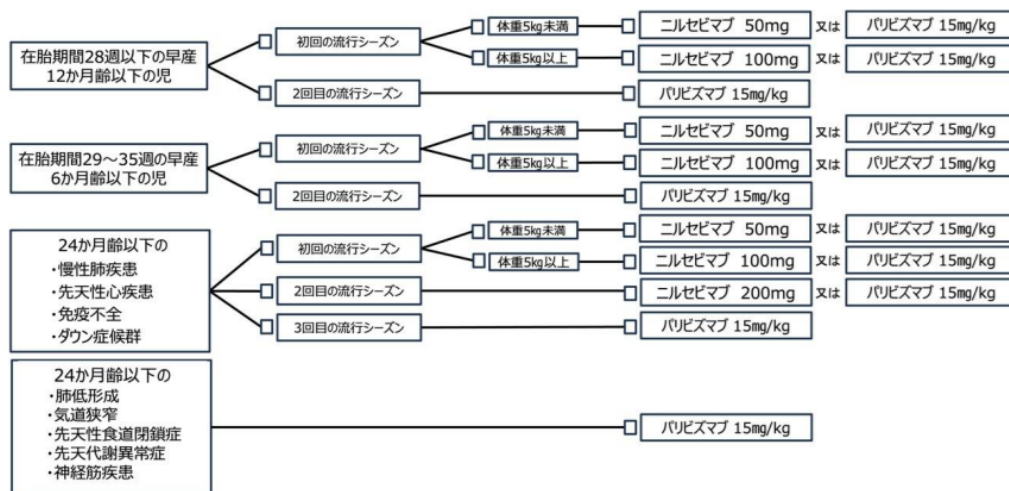 在胎期間28週以下の早産
12か月齢以下の児
初回の流行シーズン
体重5kg未満
ニルセビマブ 50mg 又は パリビズマブ 15mg/kg
体重5kg以上
ニルセビマブ 100mg 又は パリビズマブ 15mg/kg
2回目の流行シーズン
パリビズマブ 15mg/kg
在胎期間29～35週の早産
6か月齢以下の児
初回の流行シーズン
体重5kg未満
ニルセビマブ 50mg 又は パリビズマブ 15mg/kg
体重5kg以上
ニルセビマブ 100mg 又は パリビズマブ 15mg/kg
2回目の流行シーズン
パリビズマブ 15mg/kg
24か月齢以下の
・慢性肺疾患
・先天性心疾患
・免疫不全
・ダウン症候群
初回の流行シーズン
体重5kg未満
ニルセビマブ 50mg 又は パリビズマブ 15mg/kg
体重5kg以上
ニルセビマブ 100mg 又は パリビズマブ 15mg/kg
2回目の流行シーズン
ニルセビマブ 200mg 又は パリビズマブ 15mg/kg
3回目の流行シーズン
パリビズマブ 15mg/kg
24か月齢以下の
・肺低形成
・気道狭窄
・先天性食道閉鎖症
・先天代謝異常症
・神経筋疾患
パリビズマブ 15mg/kg